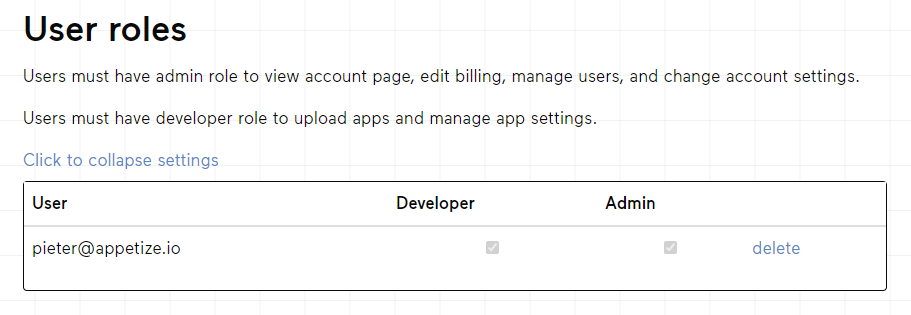 User roles
Users must have admin role to view account page, edit billing, manage users, and change account settings.
Users must have developer role to upload apps and manage app settings.
Click to collapse settings
User Developer Admin
pieter@appetize.io delete